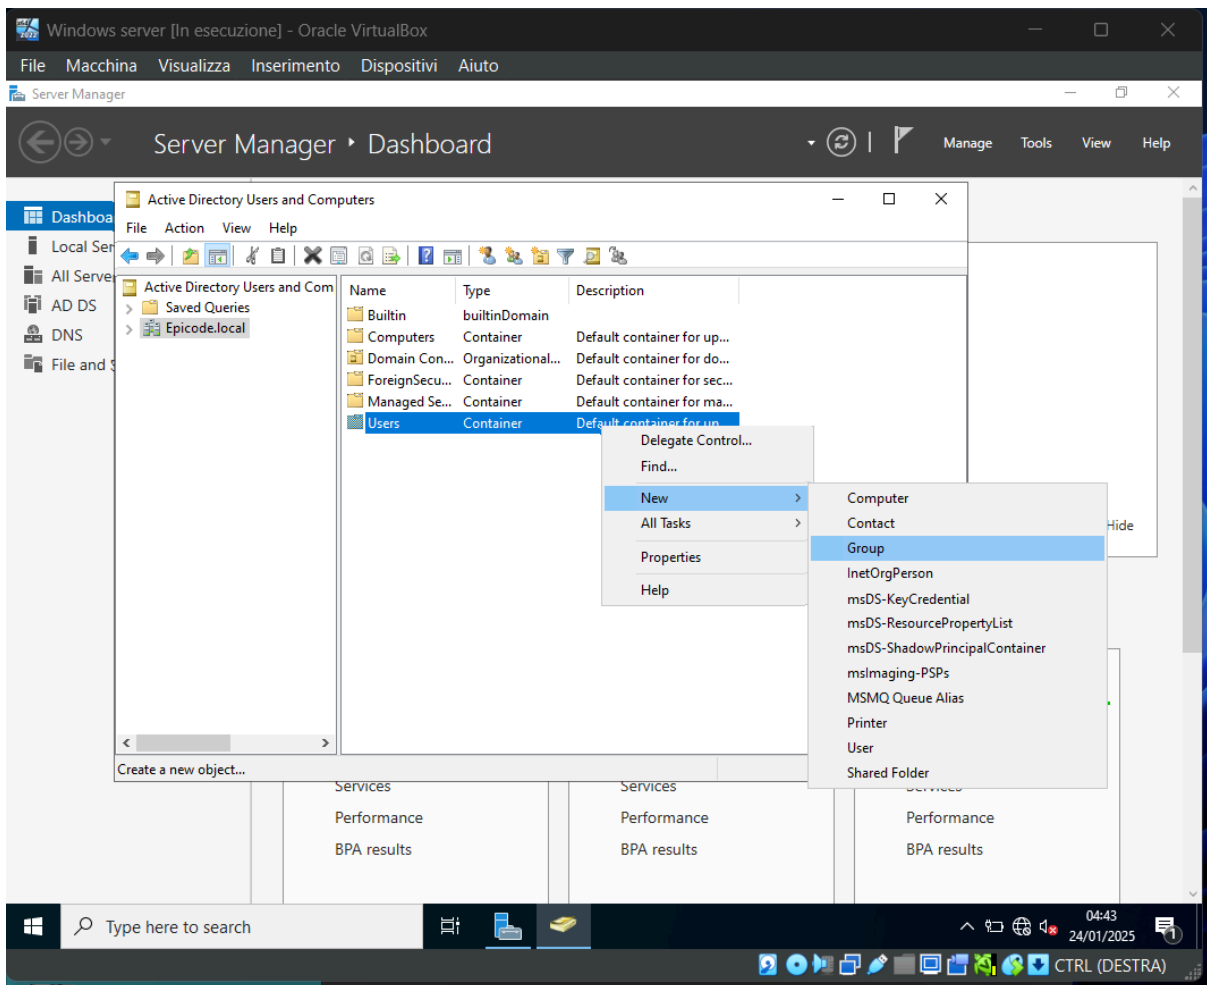 Windows server [In esecuzione] - Oracle VirtualBox
File Macchina Visualizza Inserimento Dispositivi Aiuto
Server Manager
Server Manager Dashboard
Manage Tools View Help
Active Directory Users and Computers
File Action View Help
Dashboa
Local Ser
All Server
AD DS
DNS
File and S
Active Directory Users and Com
Saved Queries
Epicode.local
Name Type Description
Builtin builtinDomain
Computers Container Default container for up...
Domain Con... Organizational... Default container for do...
ForeignSecu... Container Default container for sec...
Managed Se... Container Default container for ma...
Users Container Default container for up...
Delegate Control...
Find...
New
All Tasks
Properties
Help
Computer
Contact
Group
InetOrgPerson
msDS-KeyCredential
msDS-ResourcePropertyList
msDS-ShadowPrincipalContainer
msImaging-PSPs
MSMQ Queue Alias
Printer
User
Shared Folder
Hide
Create a new object...
Services Services Services
Performance Performance Performance
BPA results BPA results BPA results
Type here to search
04:43
24/01/2025
1
CTRL (DESTRA)